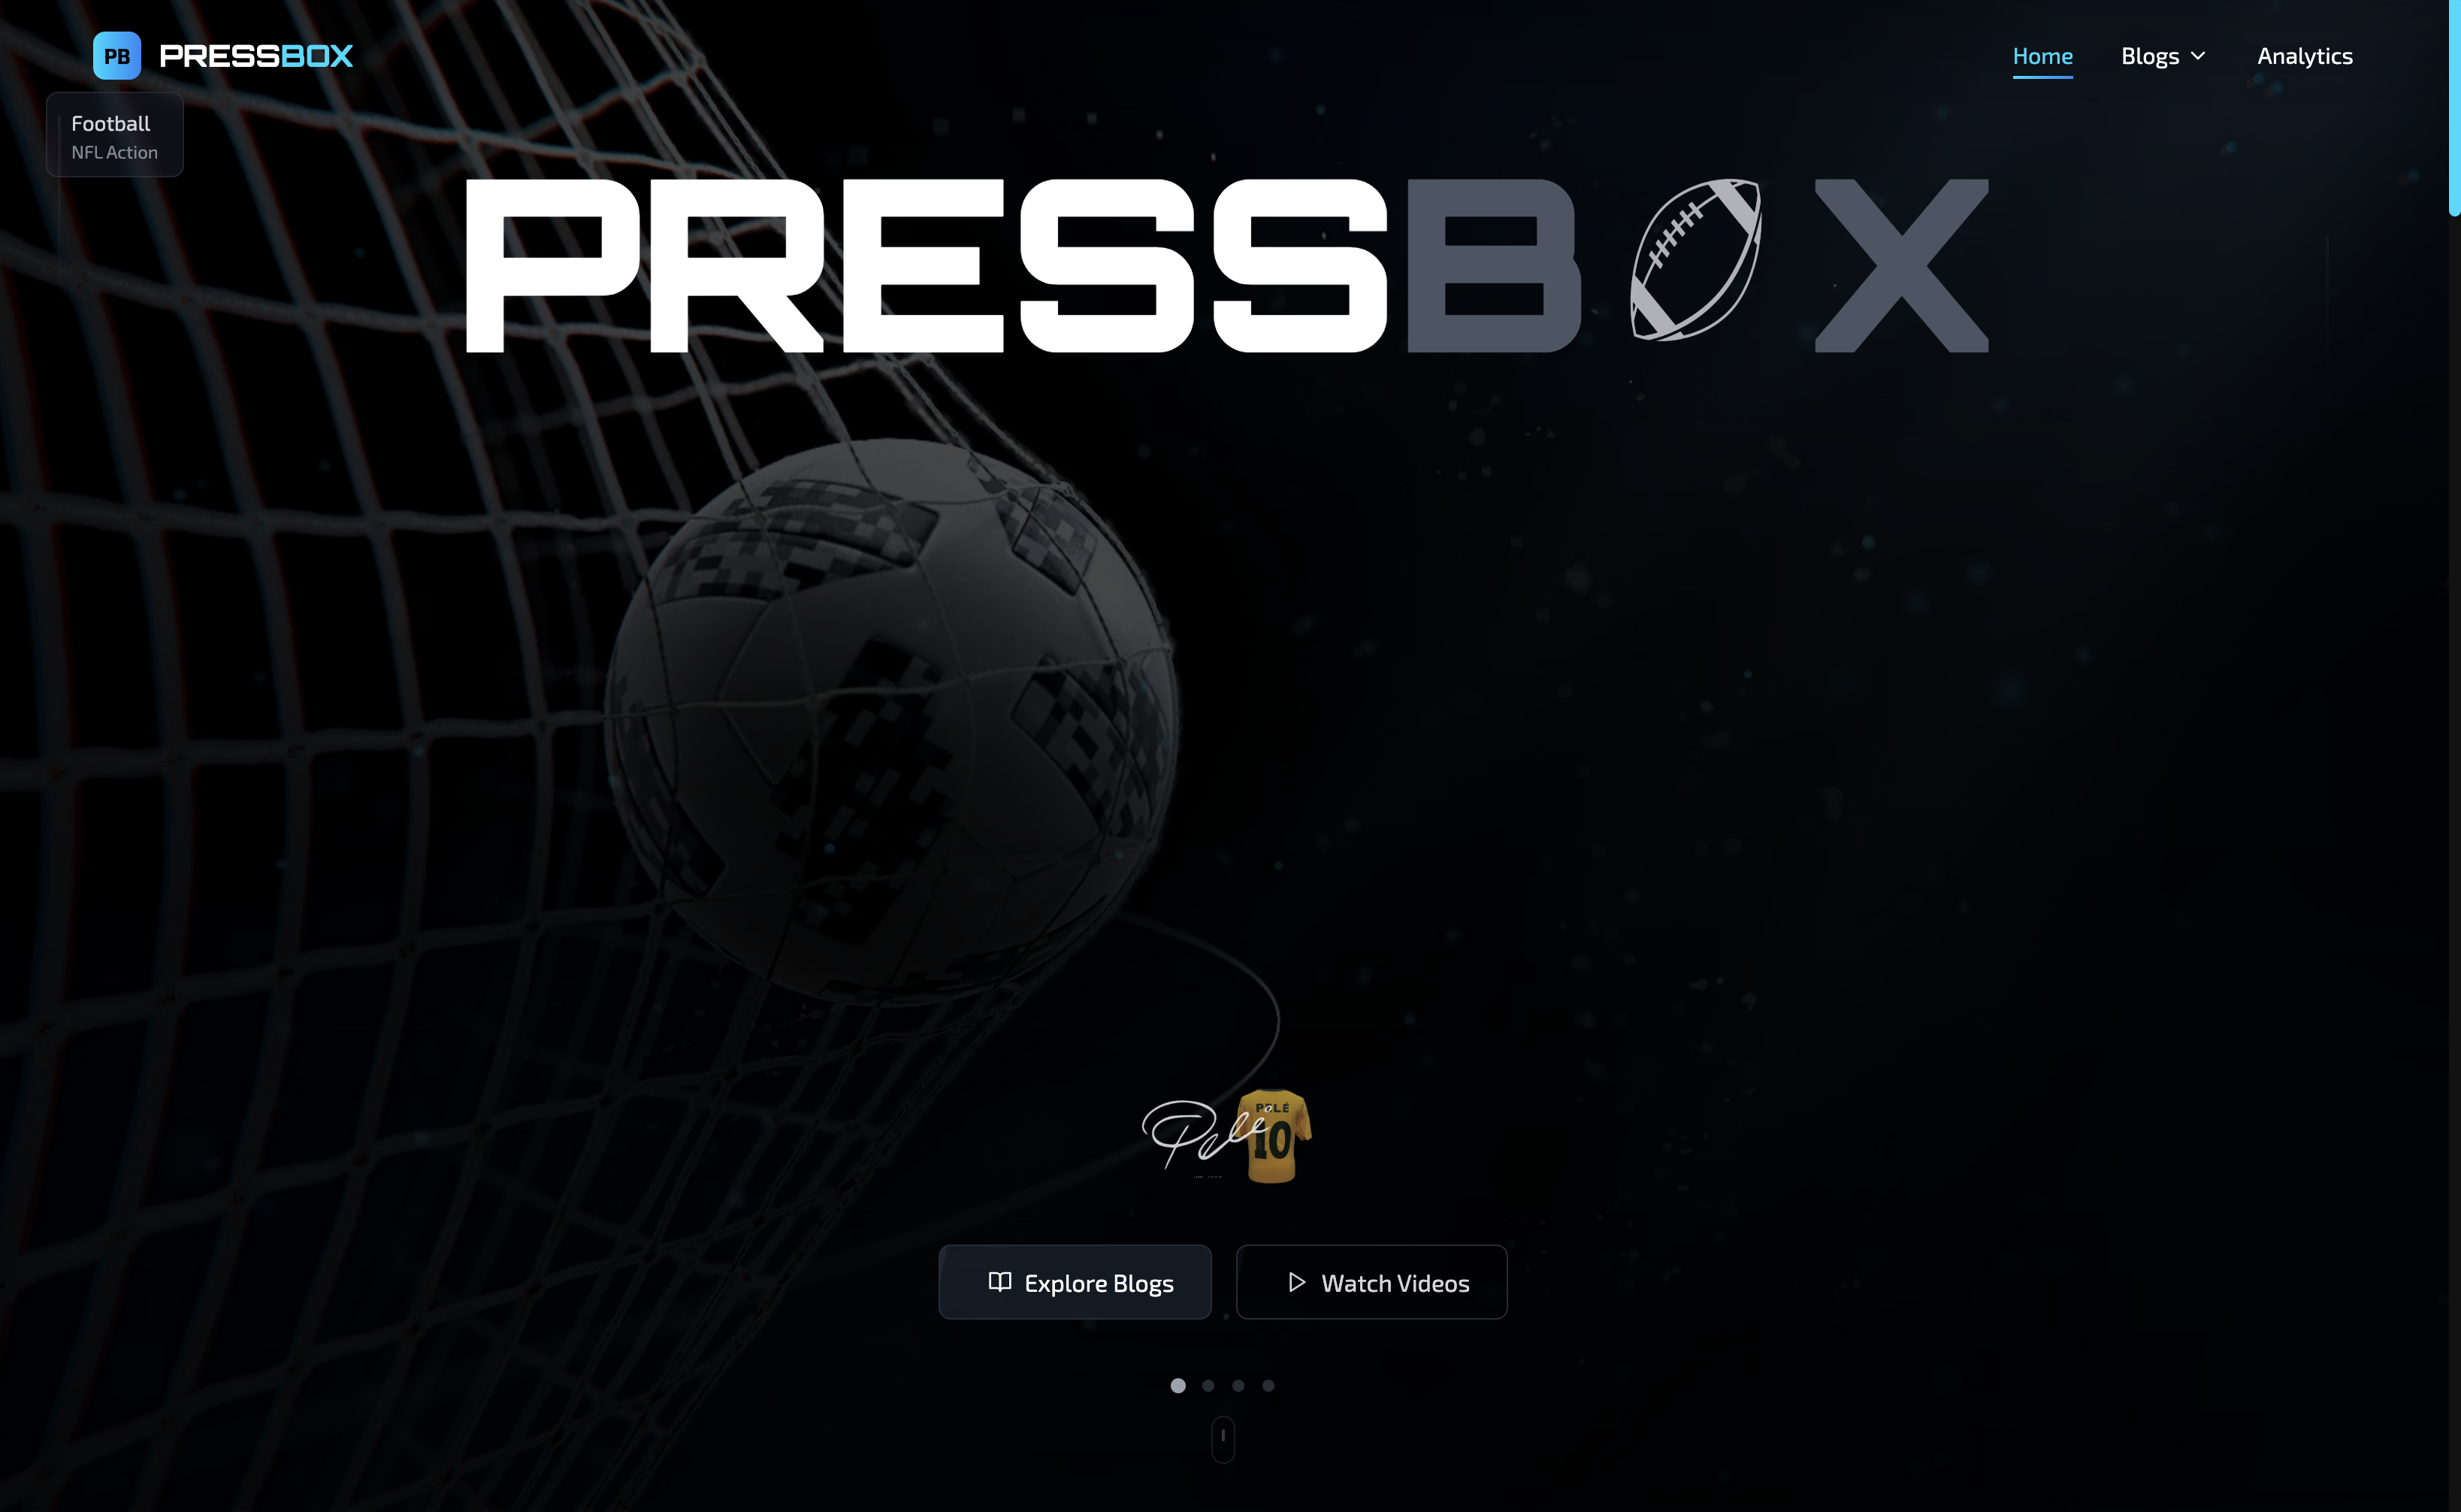 PB PRESSBOX
Home Blogs Analytics
Football
NFL Action
PRESSB X
Pelé
PELÉ
10
Explore Blogs
Watch Videos